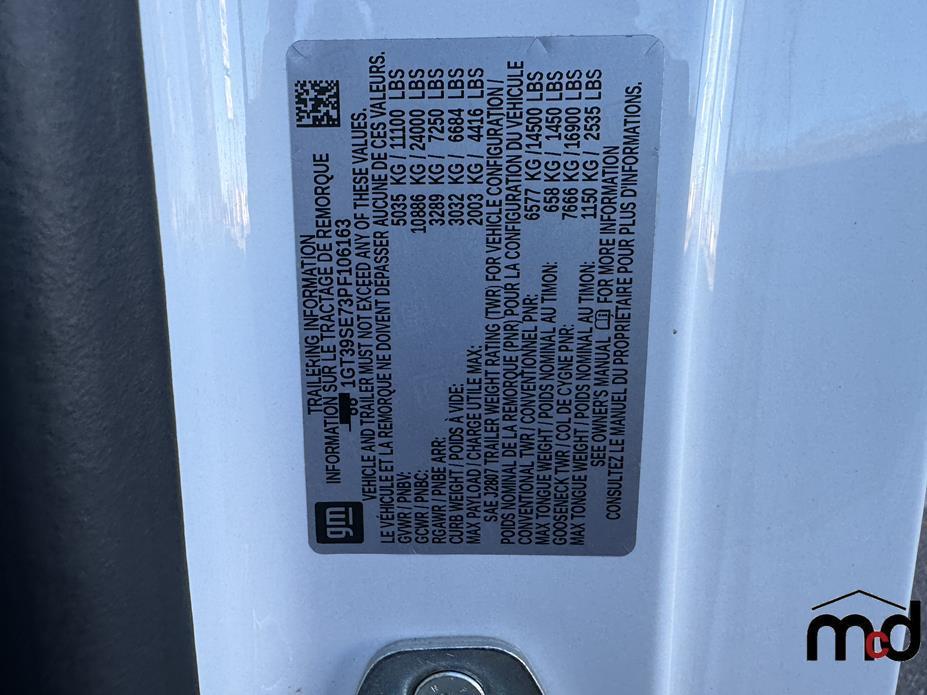 gm
TRAILERING INFORMATION
INFORMATION SUR LE TRACTAGE DE REMORQUE
1GT39SE73PF106163
VEHICLE AND TRAILER MUST NOT EXCEED ANY OF THESE VALUES.
LE VÉHICULE ET LA REMORQUE NE DOIVENT DEPASSER AUCUNE DE CES VALEURS.
GVWR / PNBV: 5035 KG / 11100 LBS
GCWR / PNBC: 10886 KG / 24000 LBS
RGAWR / PNBE ARR: 3289 KG / 7250 LBS
CURB WEIGHT / POIDS À VIDE: 3032 KG / 6684 LBS
MAX PAYLOAD / CHARGE UTILE MAX: 2003 KG / 4416 LBS
SAE J2807 TRAILER WEIGHT RATING (TWR) FOR VEHICLE CONFIGURATION /
POIDS NOMINAL DE LA REMORQUE (PNR) POUR LA CONFIGURATION DU VEHICULE
CONVENTIONAL TWR / CONVENTIONNEL PNR: 6577 KG / 14500 LBS
MAX TONGUE WEIGHT / POIDS NOMINAL AU TIMON: 658 KG / 1450 LBS
GOOSENECK TWR/ COL DE CYGNE PNR: 7666 KG / 16900 LBS
MAX TONGUE WEIGHT / POIDS NOMINAL AU TIMON: 1150 KG / 2535 LBS
SEE OWNER'S MANUAL FOR MORE INFORMATION
CONSULTEZ LE MANUEL DU PROPRIÉTAIRE POUR PLUS D'INFORMATIONS.
mcd